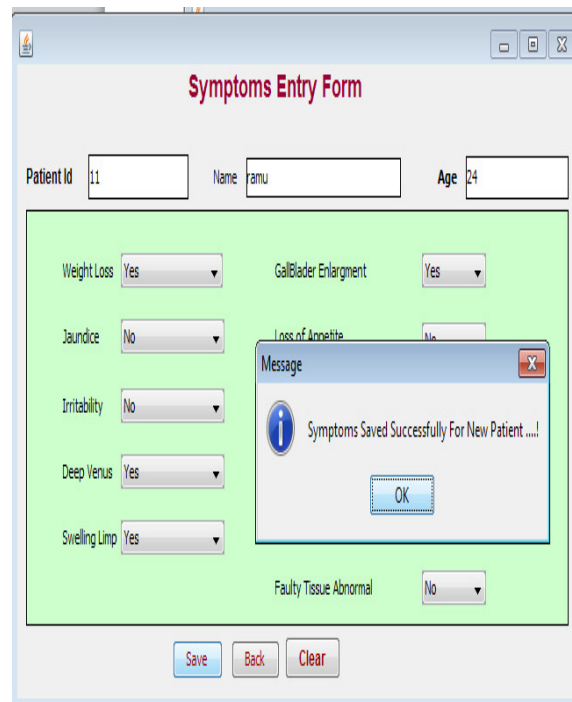 Symptoms Entry Form
Patient Id 11 Name ramu Age 24
Weight Loss Yes GallBlader Enlargment Yes
Jaundice No Loss of Appetite No
Message
Irritability No
Symptoms Saved Successfully For New Patient ....!
Deep Venus Yes
OK
Swelling Limp Yes
Faulty Tissue Abnormal No
Save Back Clear